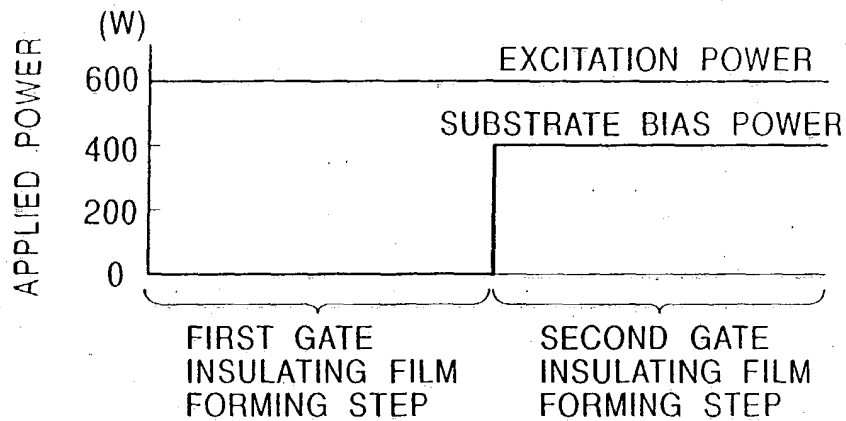 (W)
APPLIED POWER
600
400
200
0
EXCITATION POWER
SUBSTRATE BIAS POWER
FIRST GATE
INSULATING FILM
FORMING STEP
SECOND GATE
INSULATING FILM
FORMING STEP